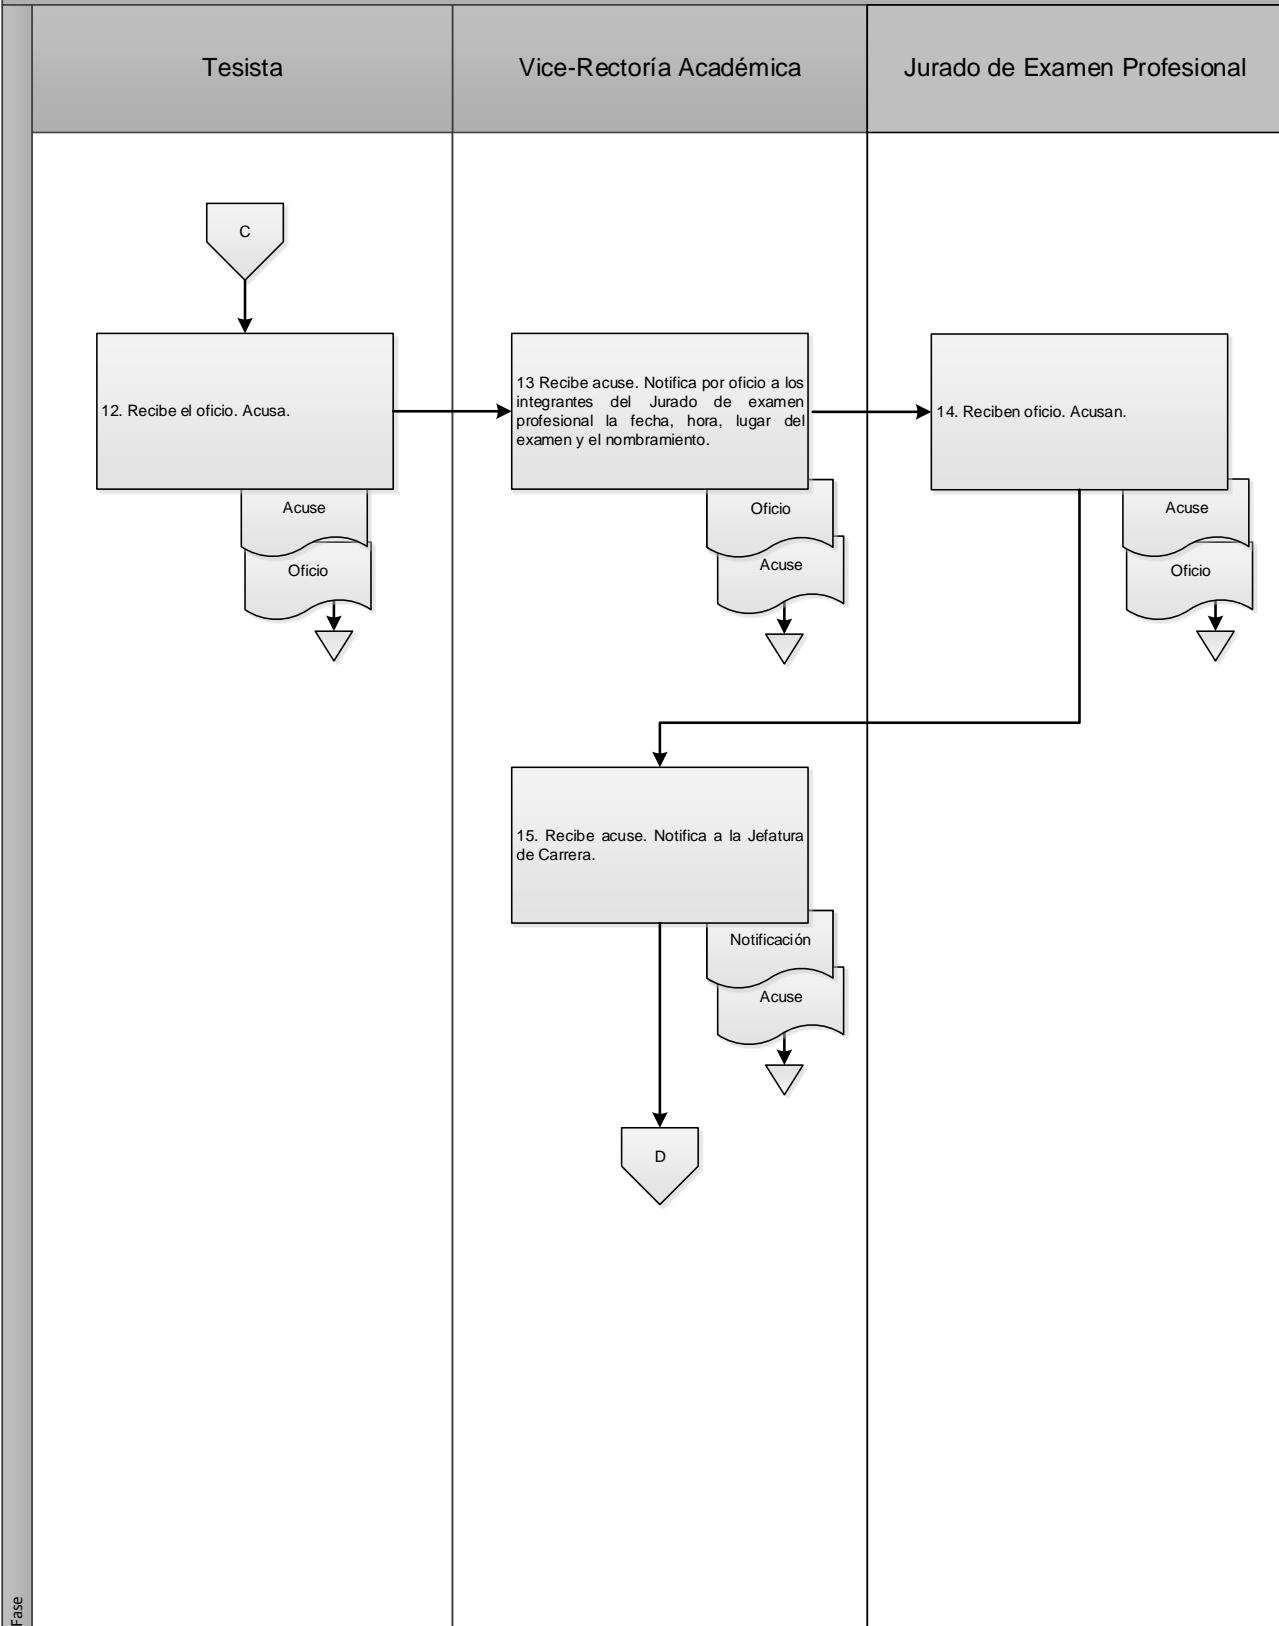 Tesista
Vice-Rectoría Académica
Jurado de Examen Profesional
C
12. Recibe el oficio. Acusa.
Acuse
Oficio
13 Recibe acuse. Notifica por oficio a los
integrantes del Jurado de examen
profesional la fecha, hora, lugar del
examen y el nombramiento.
Oficio
Acuse
14. Reciben oficio. Acusan.
Acuse
Oficio
15. Recibe acuse. Notifica a la Jefatura
de Carrera.
Notificación
Acuse
D
Fase